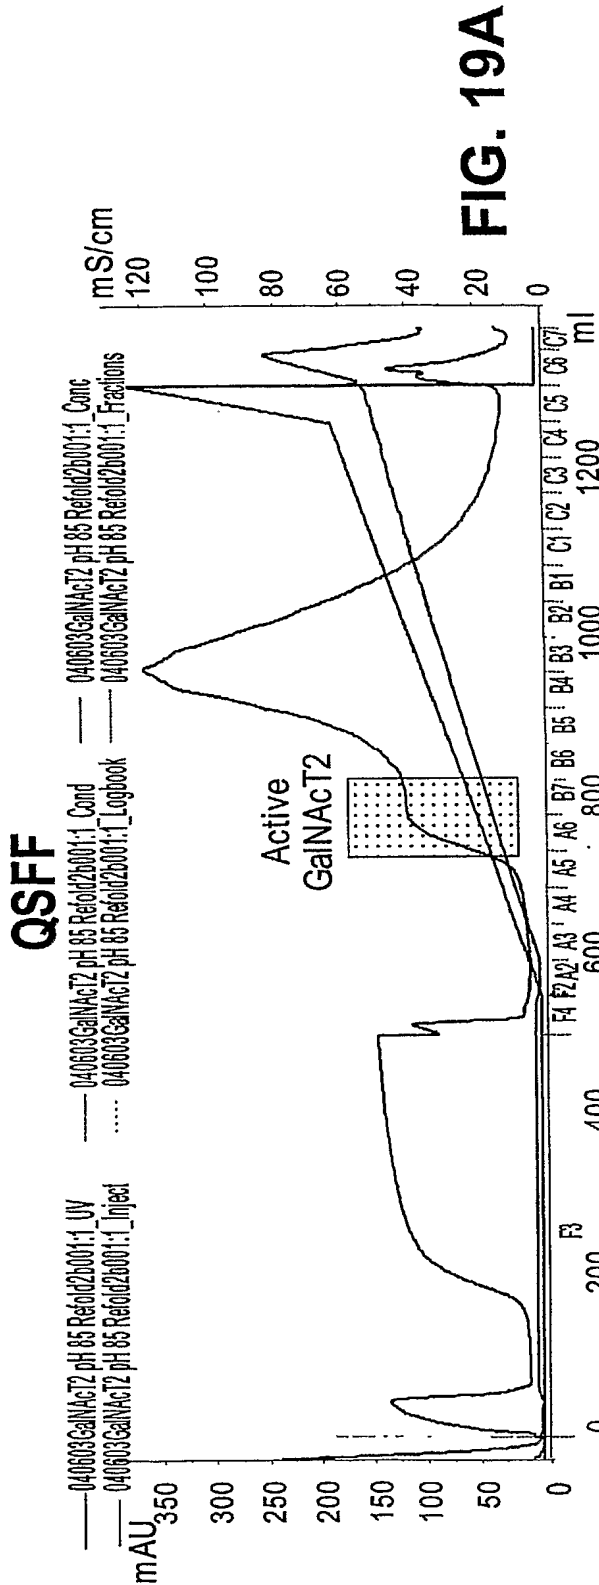 QSFF
040603GalNAcT2 pH 85 Refold2b001:1_UV
040603GalNAcT2 pH 85 Refold2b001:1_Cond
040603GalNAcT2 pH 85 Refold2b001:1_Conc
040603GalNAcT2 pH 85 Refold2b001:1_Inject
040603GalNAcT2 pH 85 Refold2b001:1_Logbook
040603GalNAcT2 pH 85 Refold2b001:1_Fractions
mAU
mS/cm
350
300
250
200
150
100
50
0
Active
GalNAcT2
120
100
80
60
40
20
0
F3 F4 F2 A2 A3 A4 A5 A6 B7 B6 B5 B4 B3 B2 B1 C1 C2 C3 C4 C5 C6 C7
0 200 400 600 800 1000 1200 ml
FIG. 19A